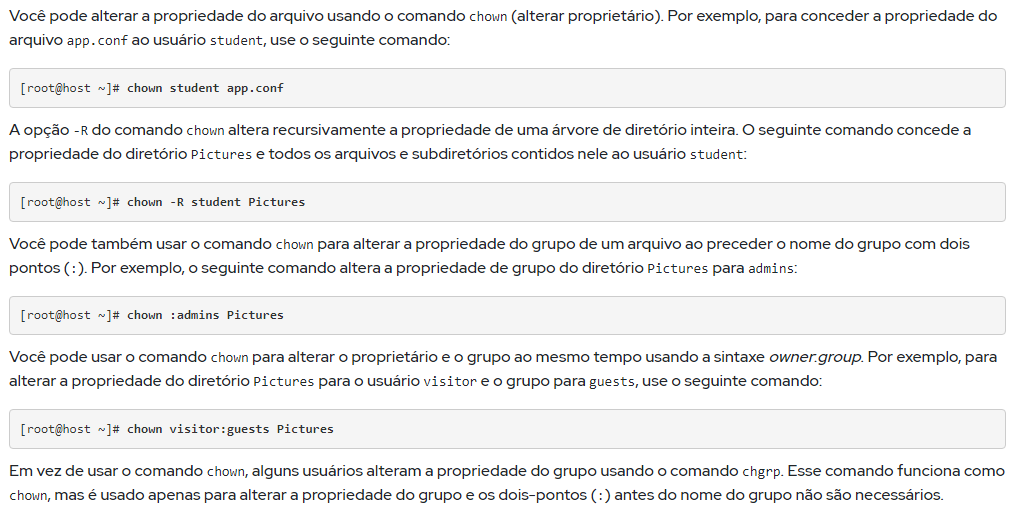 Você pode alterar a propriedade do arquivo usando o comando chown (alterar proprietário). Por exemplo, para conceder a propriedade do
arquivo app.conf ao usuário student, use o seguinte comando:
[root@host ~]# chown student app.conf
A opção -R do comando chown altera recursivamente a propriedade de uma árvore de diretório inteira. O seguinte comando concede a
propriedade do diretório Pictures e todos os arquivos e subdiretórios contidos nele ao usuário student:
[root@host ~]# chown -R student Pictures
Você pode também usar o comando chown para alterar a propriedade do grupo de um arquivo ao preceder o nome do grupo com dois
pontos (:). Por exemplo, o seguinte comando altera a propriedade de grupo do diretório Pictures para admins:
[root@host ~]# chown :admins Pictures
Você pode usar o comando chown para alterar o proprietário e o grupo ao mesmo tempo usando a sintaxe owner:group. Por exemplo, para
alterar a propriedade do diretório Pictures para o usuário visitor e o grupo para guests, use o seguinte comando:
[root@host ~]# chown visitor:guests Pictures
Em vez de usar o comando chown, alguns usuários alteram a propriedade do grupo usando o comando chgrp. Esse comando funciona como
chown, mas é usado apenas para alterar a propriedade do grupo e os dois-pontos (:) antes do nome do grupo não são necessários.